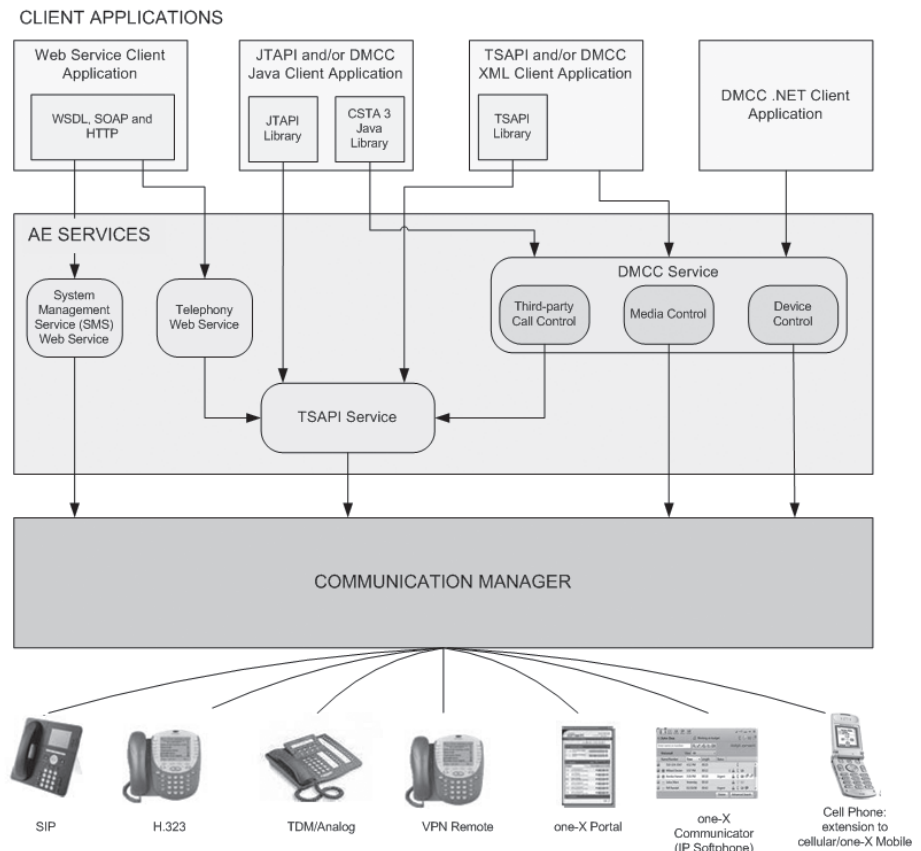 CLIENT APPLICATIONS
Web Service Client
Application
WSDL, SOAP and
HTTP
JTAPI and/or DMCC
Java Client Application
JTAPI
Library
CSTA 3
Java
Library
TSAPI and/or DMCC
XML Client Application
TSAPI
Library
DMCC .NET Client
Application
AE SERVICES
System
Management
Service (SMS)
Web Service
Telephony
Web Service
DMCC Service
Third-party
Call Control
Media Control
Device
Control
TSAPI Service
COMMUNICATION MANAGER
SIP
H.323
TDM/Analog
VPN Remote
one-X Portal
one-X
Communicator
(IP Softphone)
Cell Phone:
extension to
cellular/one-X Mobile